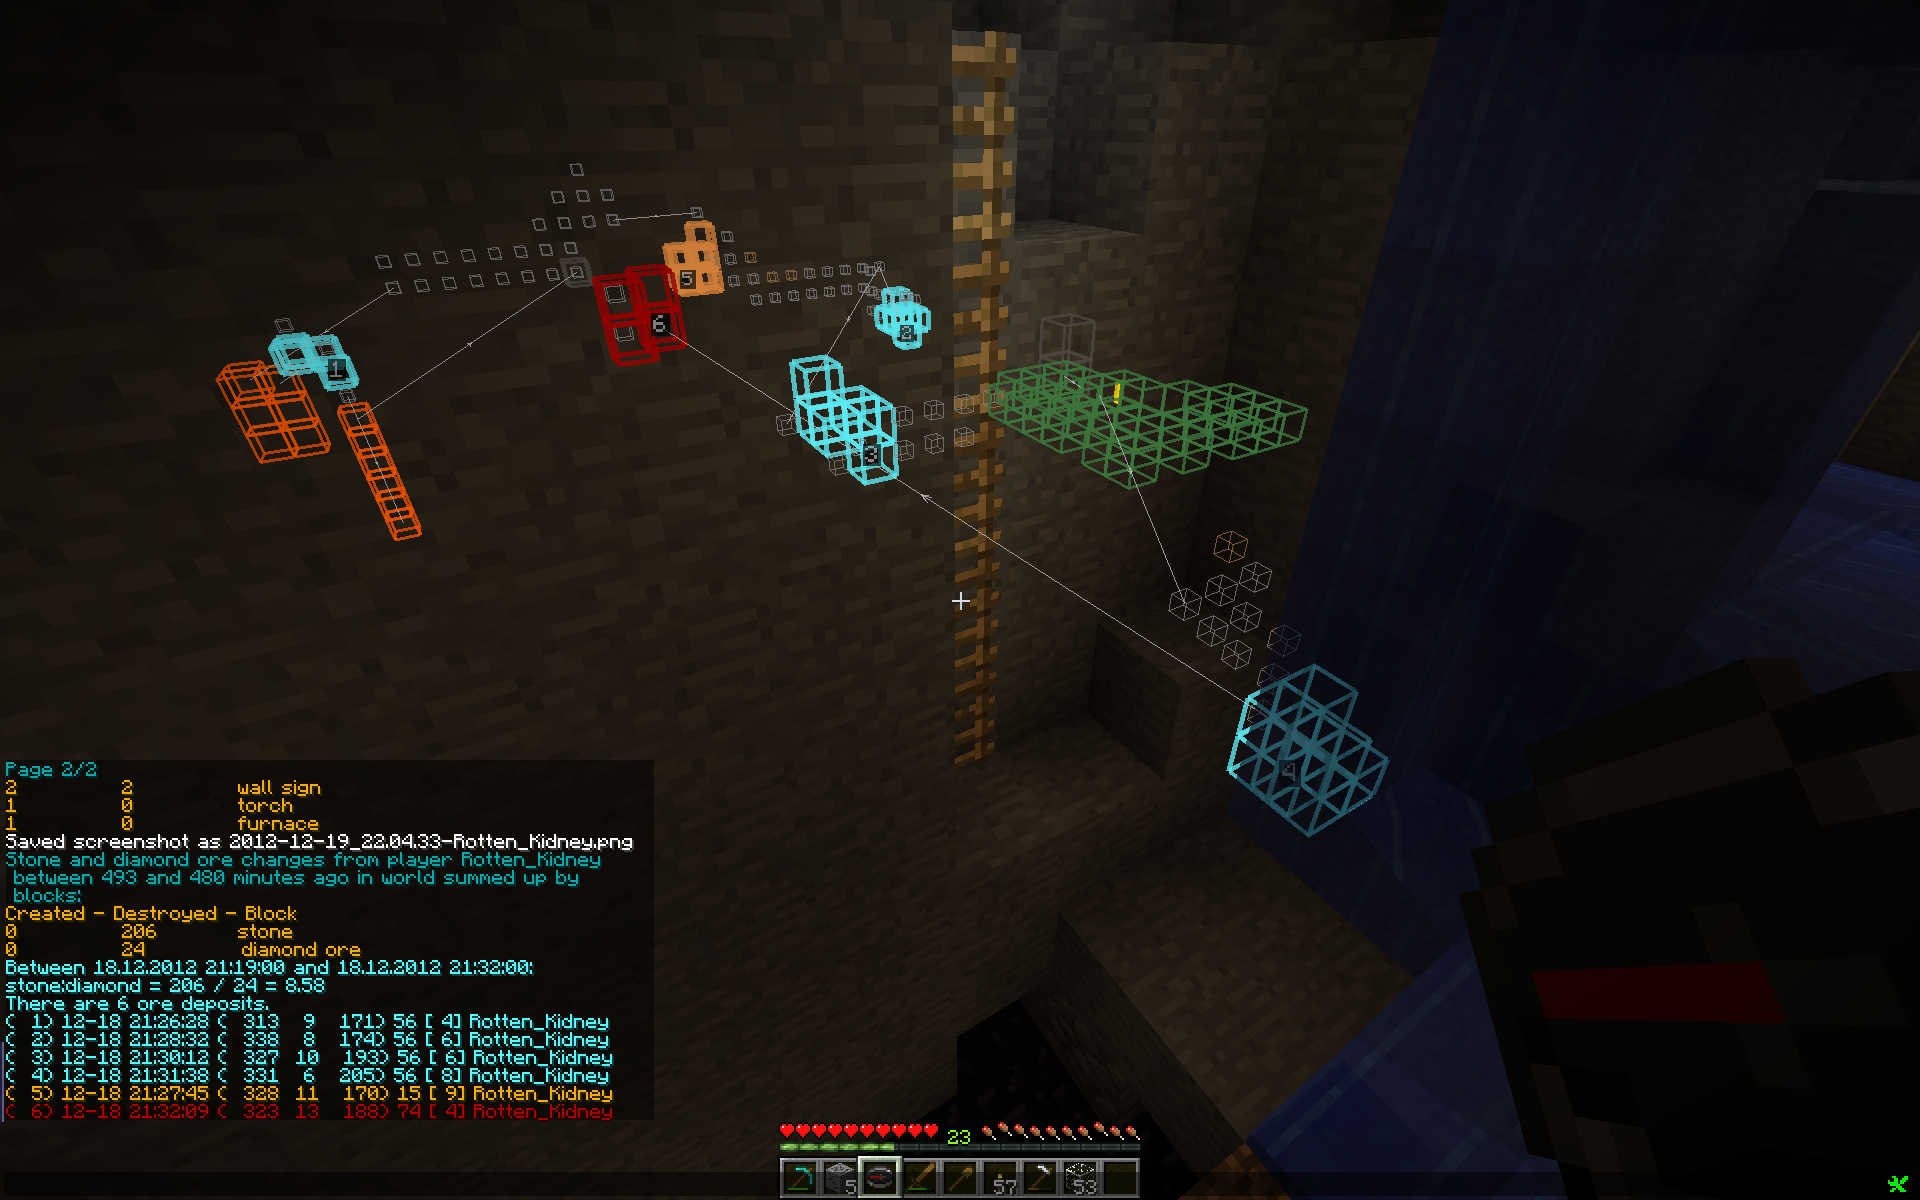 5
6
1
2
3
4
Page 2/2
2 2 wall sign
1 0 torch
1 0 furnace
Saved screenshot as 2012-12-19_22.04.33-Rotten_Kidney.png
Stone and diamond ore changes from player Rotten_Kidney
between 493 and 480 minutes ago in world summed up by
blocks:
Created - Destroyed - Block
0 206 stone
0 24 diamond ore
Between 18.12.2012 21:19:00 and 18.12.2012 21:32:00:
stone:diamond = 206 / 24 = 8.58
There are 6 ore deposits.
( 1) 12-18 21:26:28 ( 313 9 171) 56 [ 4] Rotten_Kidney
( 2) 12-18 21:28:32 ( 338 8 174) 56 [ 6] Rotten_Kidney
( 3) 12-18 21:30:12 ( 327 10 193) 56 [ 6] Rotten_Kidney
( 4) 12-18 21:31:38 ( 331 6 205) 56 [ 8] Rotten_Kidney
( 5) 12-18 21:27:45 ( 328 11 170) 15 [ 9] Rotten_Kidney
( 6) 12-18 21:32:09 ( 323 13 188) 74 [ 4] Rotten_Kidney
23
5 57 53